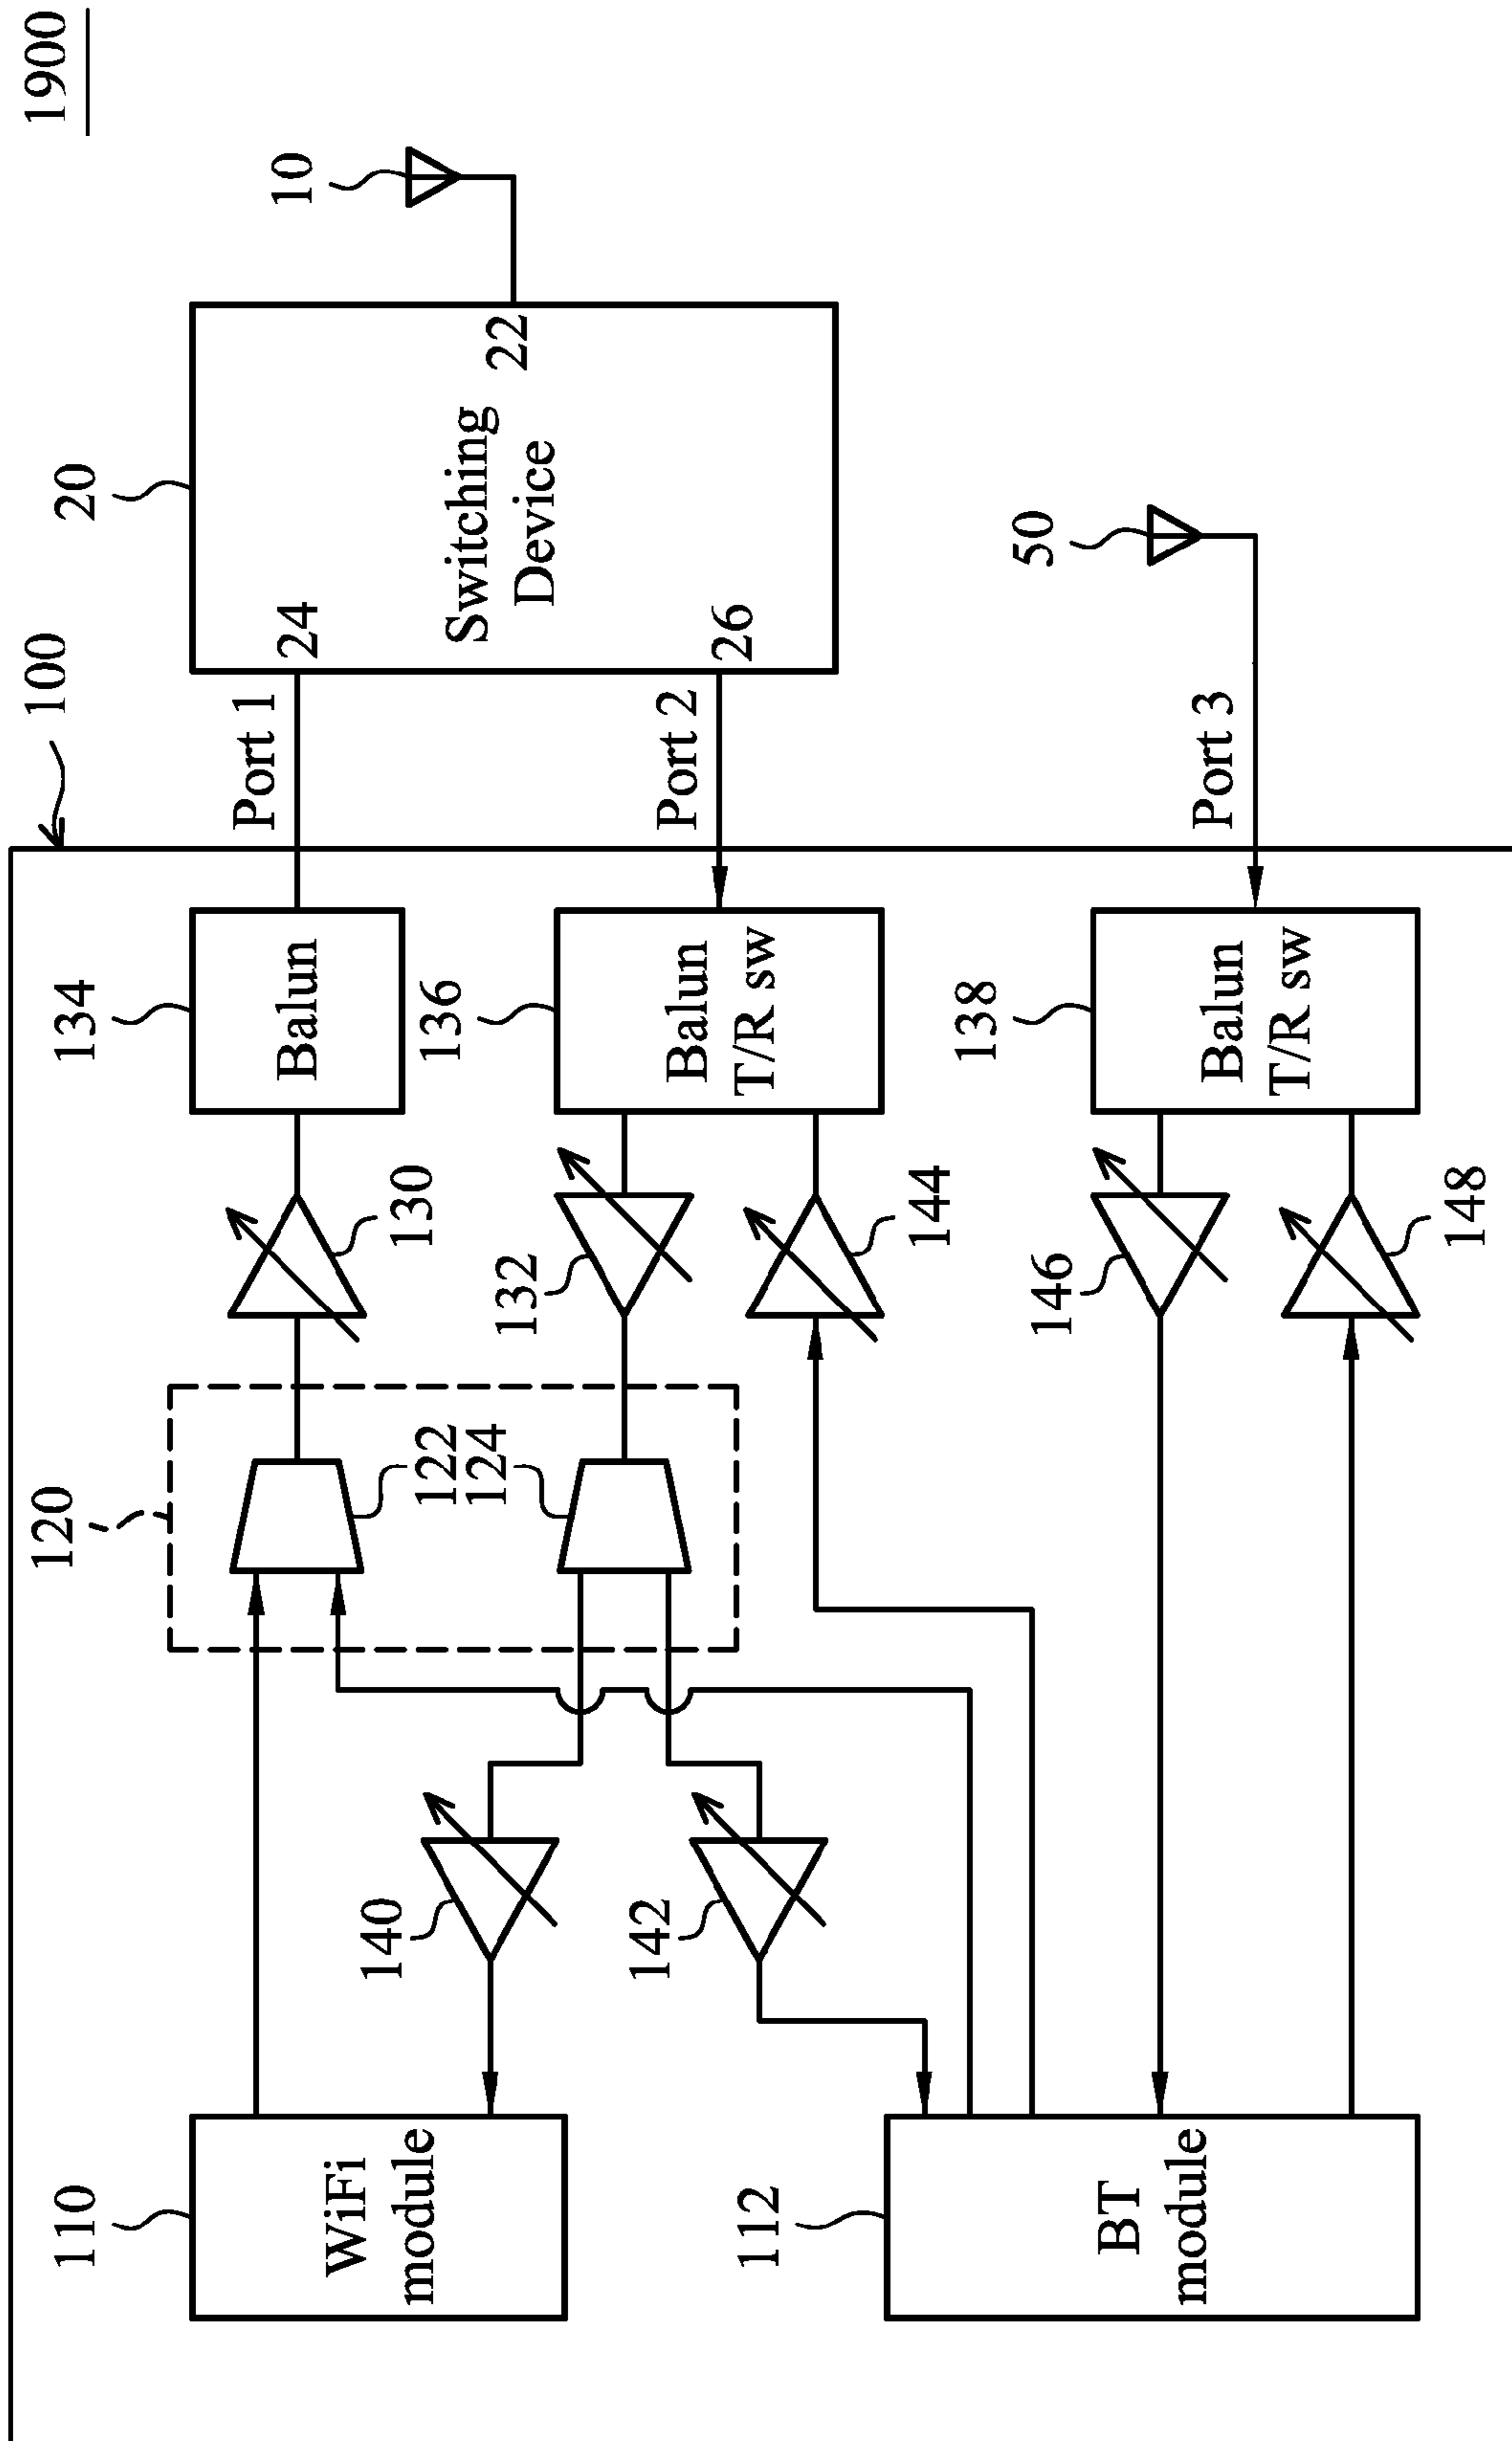 1900
100
110
WiFi
module
112
BT
module
120
122
124
140
142
130
132
144
146
148
134
Balun
136
Balun
T/R sw
138
Balun
T/R sw
Port 1
Port 2
Port 3
20
24
Switching
Device
22
26
10
50